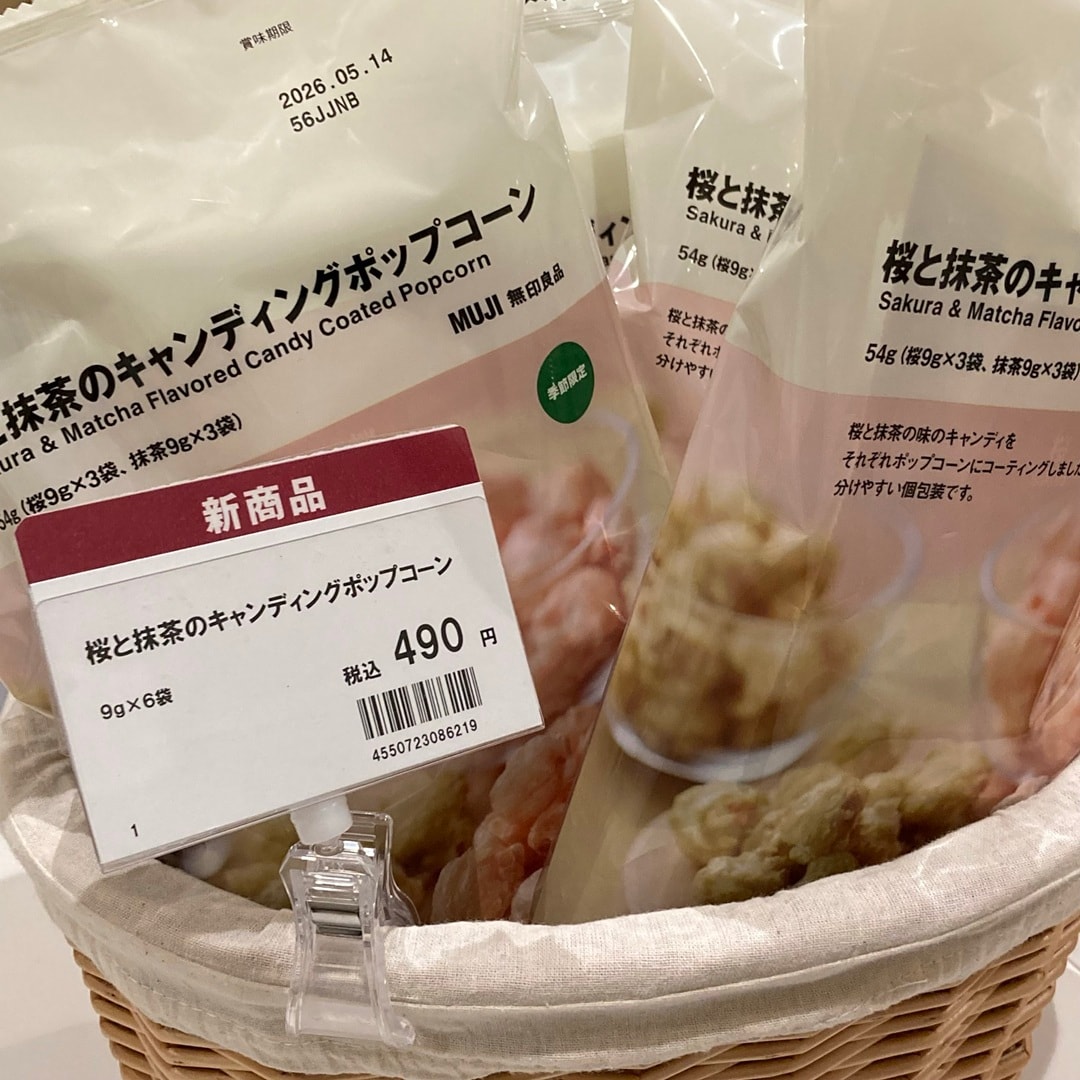 賞味期限
2026.05.14
56JJNB
抹茶のキャンディングポップコーン
Matcha Flavored Candy Coated Popcorn
MUJI 無印良品
54g(桜9g×3袋、抹茶9g×3袋)
季節限定
新商品
桜と抹茶のキャンディングポップコーン
税込 490 円
9g×6袋
4550723086219
1
桜と抹茶
Sakura &
54g(桜9g×
桜と抹茶の
それぞれポ
分けやすい
桜と抹茶のキャ
Sakura & Matcha Flavo
54g(桜9g×3袋、抹茶9g×3袋)
桜と抹茶の味のキャンディを
それぞれポップコーンにコーティングしました
分けやすい個包装です。